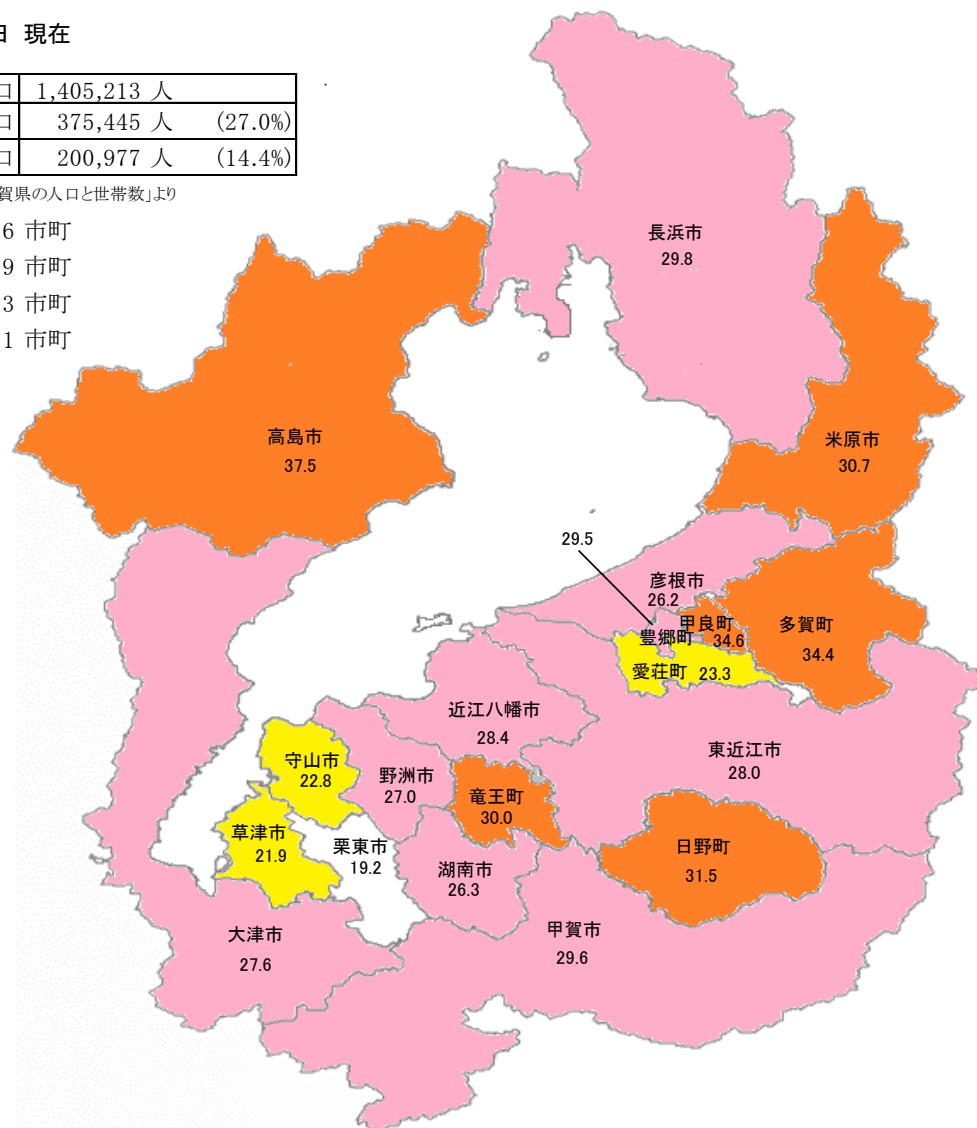 日 現在
口 1,405,213 人
口 375,445 人 (27.0%)
口 200,977 人 (14.4%)
賀県の人口と世帯数」より
6 市町
9 市町
3 市町
1 市町
長浜市
29.8
高島市
37.5
米原市
30.7
29.5
彦根市
26.2
甲良町
34.6
豊郷町
多賀町
34.4
愛荘町 23.3
近江八幡市
28.4
東近江市
28.0
守山市
22.8
野洲市
27.0
竜王町
30.0
草津市
21.9
栗東市
19.2
湖南市
26.3
日野町
31.5
大津市
27.6
甲賀市
29.6